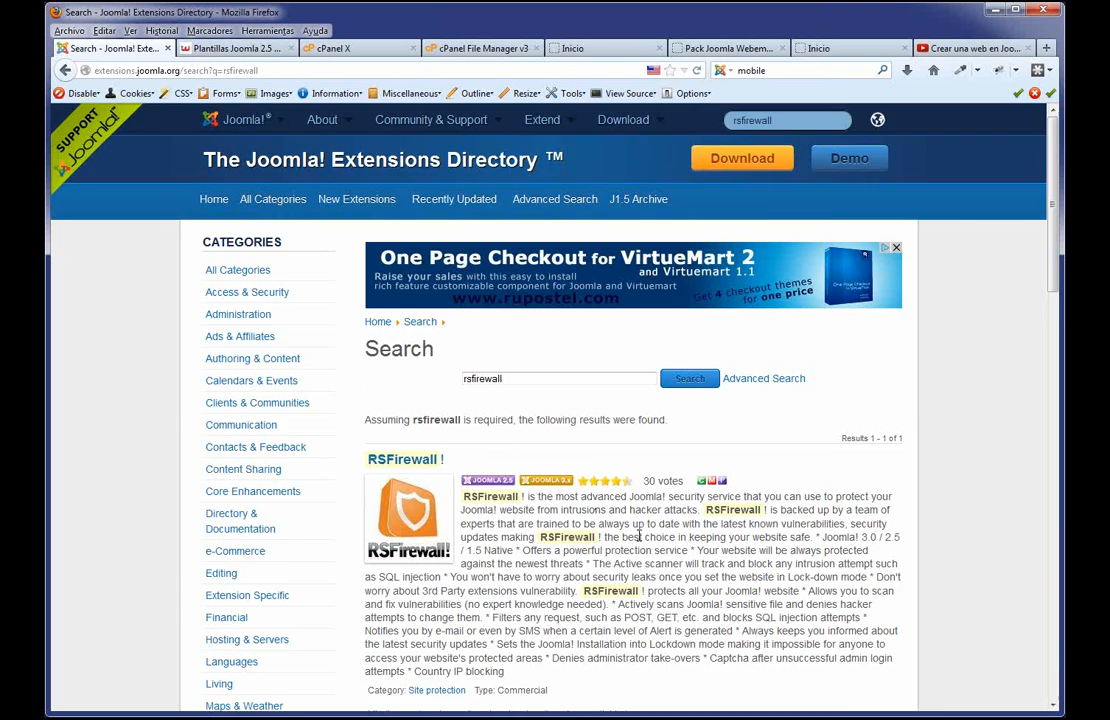 Search - Joomla! Extensions Directory - Mozilla Firefox
Archivo Editar Ver Historial Marcadores Herramientas Ayuda
Search - Joomla! Exte... × Plantillas Joomla 2.5 ... × cPanel X × cPanel File Manager v3 × Inicio × Pack Joomla Webem... × Inicio × Crear una web en Joo... × +
extensions.joomla.org/search?q=rsfirewall mobile
Disable Cookies CSS Forms Images Information Miscellaneous Outline Resize Tools View Source Options
SUPPORT Joomla!
Joomla!® About Community & Support Extend Download rsfirewall
The Joomla! Extensions Directory ™ Download Demo
Home All Categories New Extensions Recently Updated Advanced Search J1.5 Archive
CATEGORIES
All Categories
Access & Security
Administration
Ads & Affiliates
Authoring & Content
Calendars & Events
Clients & Communities
Communication
Contacts & Feedback
Content Sharing
Core Enhancements
Directory &
Documentation
e-Commerce
Editing
Extension Specific
Financial
Hosting & Servers
Languages
Living
Maps & Weather
One Page Checkout for VirtueMart 2
and Virtuemart 1.1
Raise your sales with this easy to install
rich feature customizable component for Joomla and Virtuemart
www.rupostel.com
Get 4 checkout themes
for one price
Home Search
Search
rsfirewall Search Advanced Search
Assuming rsfirewall is required, the following results were found.
Results 1 - 1 of 1
RSFirewall !
RSFirewall!
JOOMLA 2.5 JOOMLA 3.x 30 votes C M P
RSFirewall ! is the most advanced Joomla! security service that you can use to protect your
Joomla! website from intrusions and hacker attacks. RSFirewall ! is backed up by a team of
experts that are trained to be always up to date with the latest known vulnerabilities, security
updates making RSFirewall ! the best choice in keeping your website safe. * Joomla! 3.0 / 2.5
/ 1.5 Native * Offers a powerful protection service * Your website will be always protected
against the newest threats * The Active scanner will track and block any intrusion attempt such
as SQL injection * You won't have to worry about security leaks once you set the website in Lock-down mode * Don't
worry about 3rd Party extensions vulnerability. RSFirewall ! protects all your Joomla! website * Allows you to scan
and fix vulnerabilities (no expert knowledge needed). * Actively scans Joomla! sensitive file and denies hacker
attempts to change them. * Filters any request, such as POST, GET, etc. and blocks SQL injection attempts *
Notifies you by e-mail or even by SMS when a certain level of Alert is generated * Always keeps you informed about
the latest security updates * Sets the Joomla! Installation into Lockdown mode making it impossible for anyone to
access your website's protected areas * Denies administrator take-overs * Captcha after unsuccessful admin login
attempts * Country IP blocking
Category: Site protection Type: Commercial